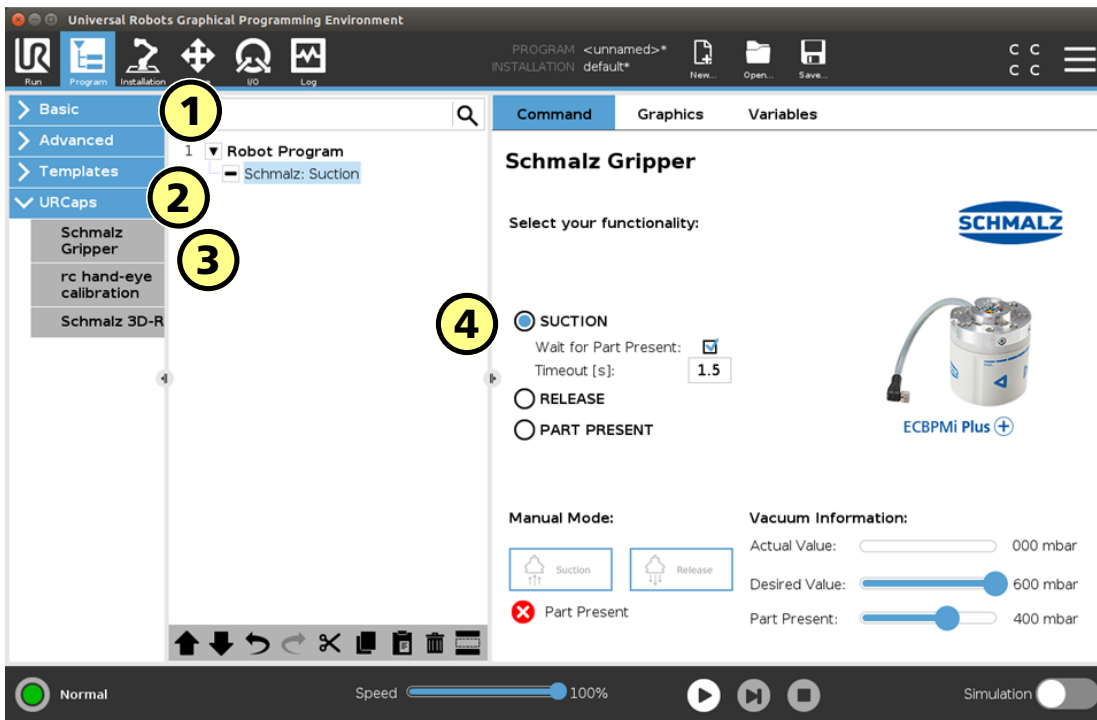 Universal Robots Graphical Programming Environment
PROGRAM <unnamed>*
INSTALLATION default*
Run
Program
Installation
I/O
Log
New...
Open...
Save...
C C
C C
Basic
Advanced
Templates
URCaps
Schmalz
Gripper
rc hand-eye
calibration
Schmalz 3D-R
1
2
3
4
1 Robot Program
Schmalz: Suction
Command Graphics Variables
Schmalz Gripper
Select your functionality:
SCHMALZ
SUCTION
Wait for Part Present:
Timeout [s]: 1.5
RELEASE
PART PRESENT
ECBPMi Plus +
Manual Mode:
Suction Release
Part Present
Vacuum Information:
Actual Value: 000 mbar
Desired Value: 600 mbar
Part Present: 400 mbar
Normal
Speed 100%
Simulation